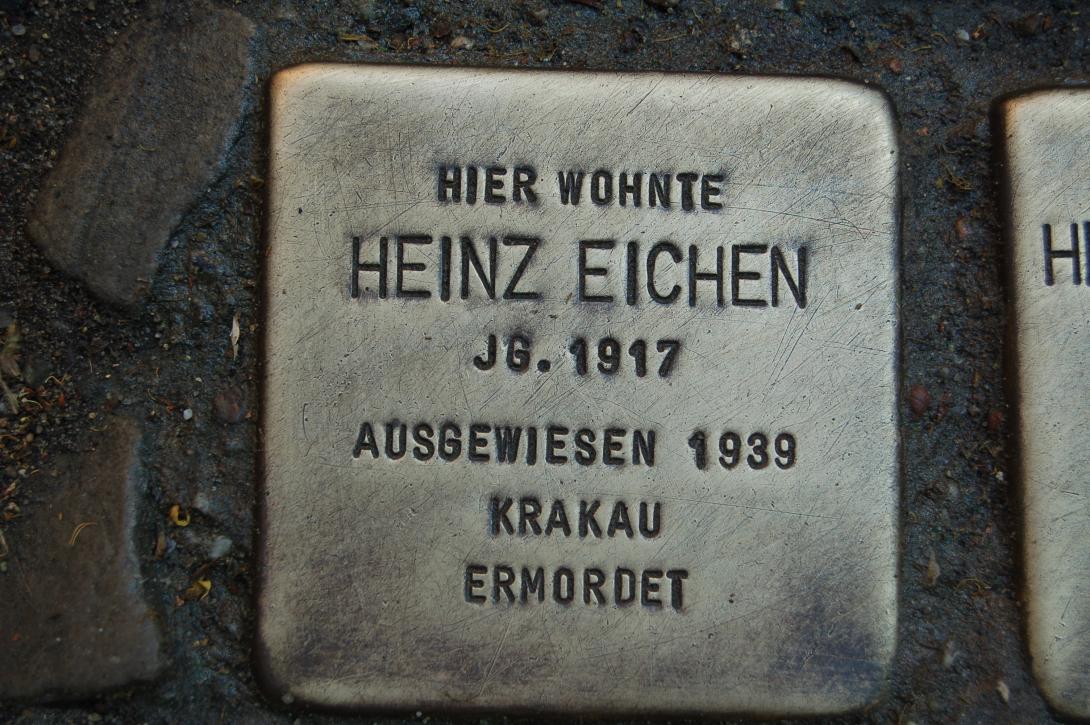 HIER WOHNTE
HEINZ EICHEN
JG. 1917
AUSGEWIESEN 1939
KRAKAU
ERMORDET